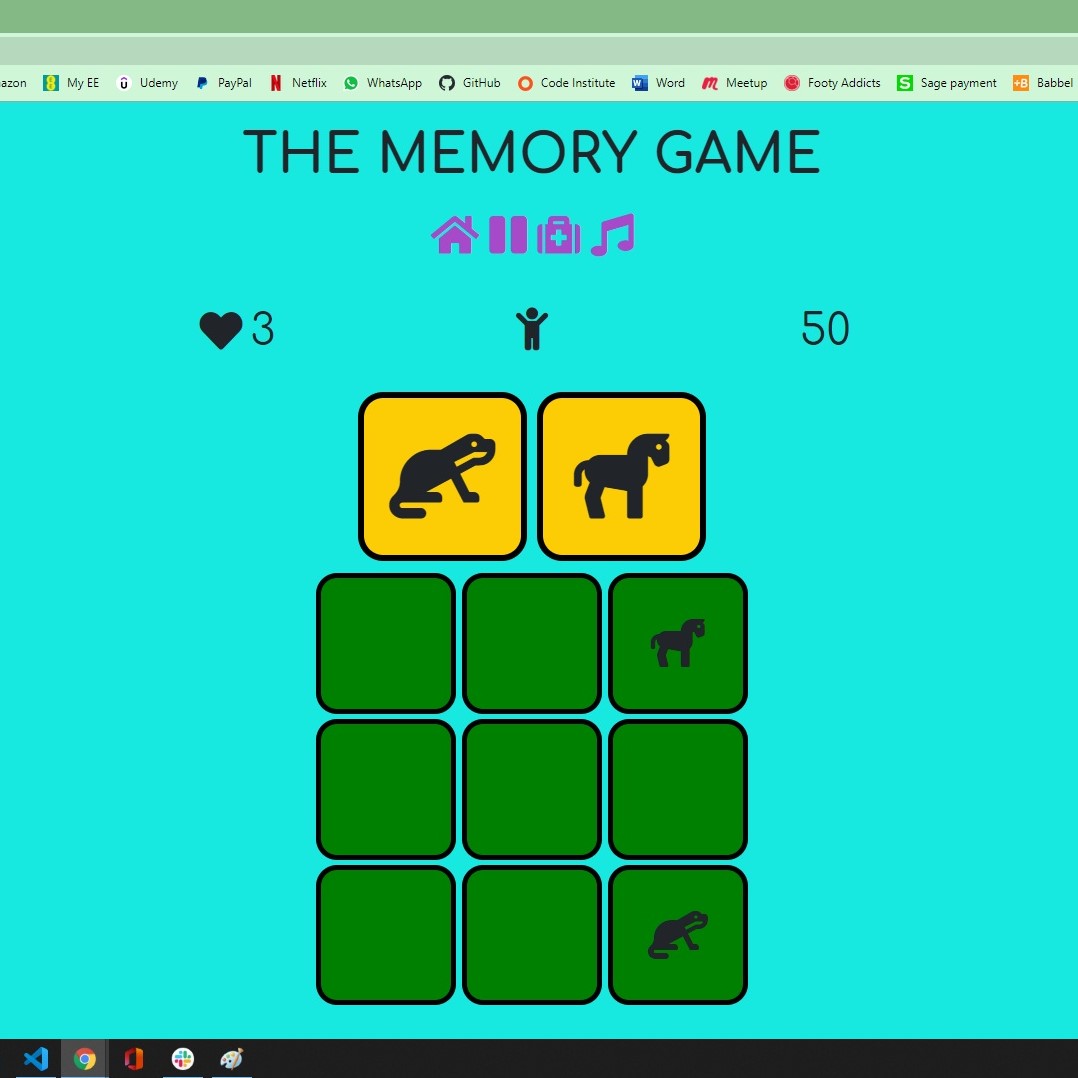 azon My EE Udemy PayPal Netflix WhatsApp GitHub Code Institute Word Meetup Footy Addicts Sage payment Babbel
THE MEMORY GAME
3 50